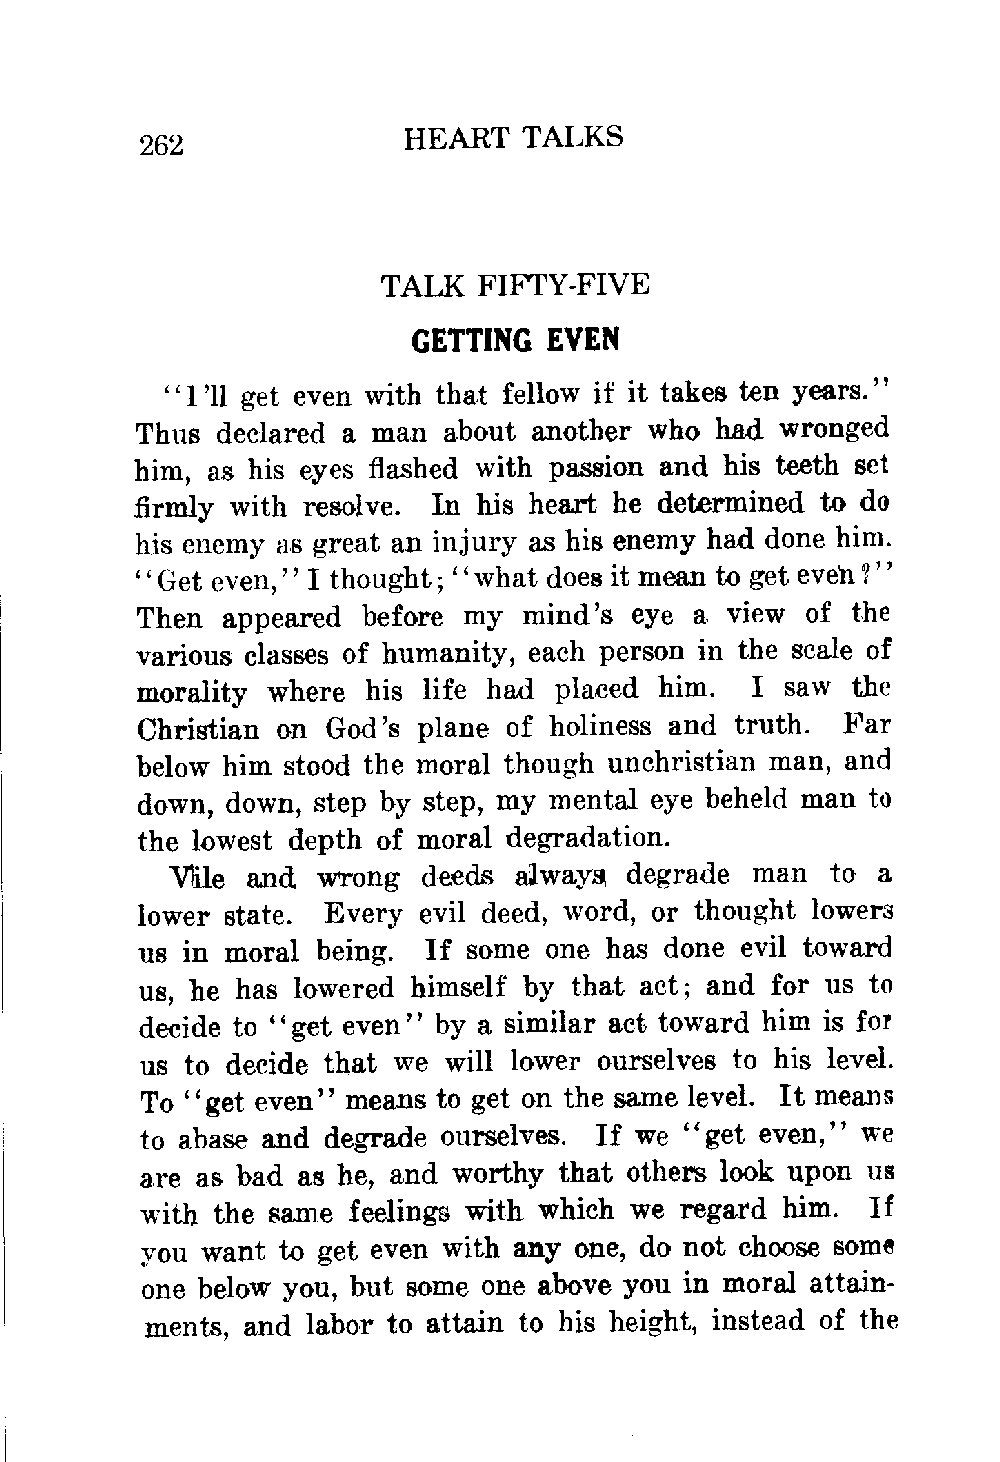 262 HEART TALKS
TALK FIFTY-FIVE
GETTING EVEN
"I'll get even with that fellow if it takes ten years."
Thus declared a man about another who had wronged
him, as his eyes flashed with passion and his teeth set
firmly with resolve. In his heart he determined to do
his enemy as great an injury as his enemy had done him.
"Get even," I thought; "what does it mean to get even?"
Then appeared before my mind's eye a view of the
various classes of humanity, each person in the scale of
morality where his life had placed him. I saw the
Christian on God's plane of holiness and truth. Far
below him stood the moral though unchristian man, and
down, down, step by step, my mental eye beheld man to
the lowest depth of moral degradation.
Vile and wrong deeds always degrade man to a
lower state. Every evil deed, word, or thought lowers
us in moral being. If some one has done evil toward
us, he has lowered himself by that act; and for us to
decide to "get even" by a similar act toward him is for
us to decide that we will lower ourselves to his level.
To "get even" means to get on the same level. It means
to abase and degrade ourselves. If we "get even," we
are as bad as he, and worthy that others look upon us
with the same feelings with which we regard him. If
you want to get even with any one, do not choose some
one below you, but some one above you in moral attain-
ments, and labor to attain to his height, instead of the